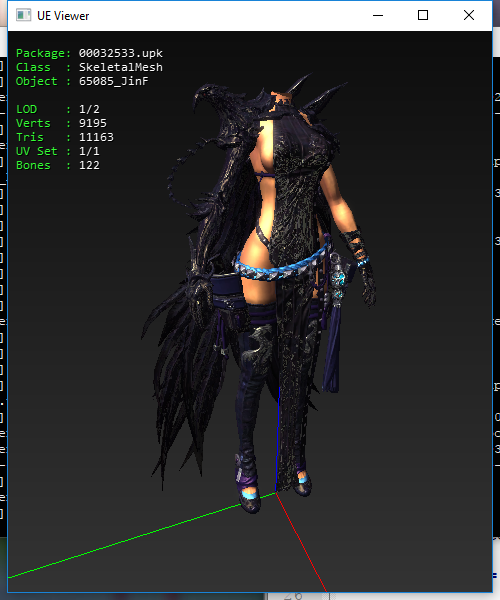 UE Viewer
Package: 00032533.upk
Class : SkeletalMesh
Object : 65085_JinF
LOD : 1/2
Verts : 9195
Tris : 11163
UV Set : 1/1
Bones : 122